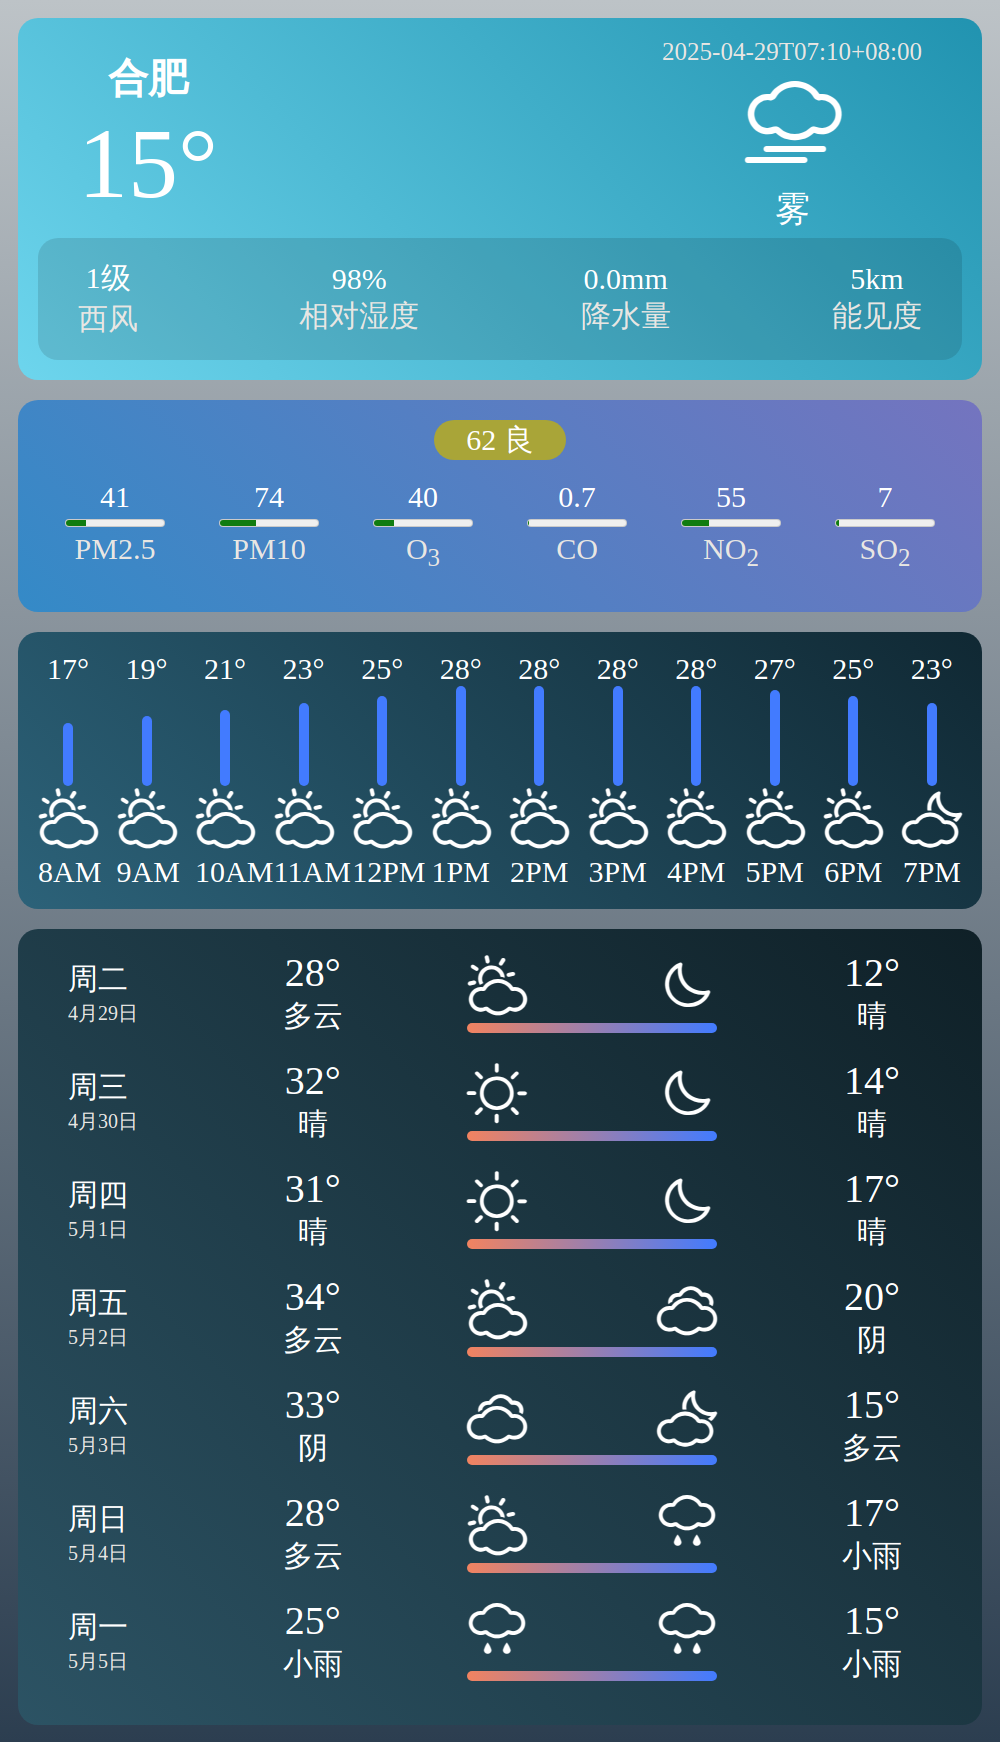 合肥
2025-04-29T07:10+08:00
15°
雾
1级 98% 0.0mm 5km
西风 相对湿度 降水量 能见度
62 良
41 74 40 0.7 55 7
PM2.5 PM10 O3 CO NO2 SO2
17° 19° 21° 23° 25° 28° 28° 28° 28° 27° 25° 23°
8AM 9AM 10AM 11AM 12PM 1PM 2PM 3PM 4PM 5PM 6PM 7PM
周二 28° 12°
4月29日 多云 晴
周三 32° 14°
4月30日 晴 晴
周四 31° 17°
5月1日 晴 晴
周五 34° 20°
5月2日 多云 阴
周六 33° 15°
5月3日 阴 多云
周日 28° 17°
5月4日 多云 小雨
周一 25° 15°
5月5日 小雨 小雨